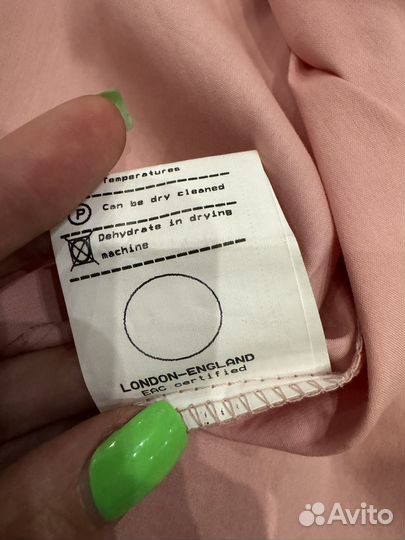 Temperatures
P
Can be dry cleaned
Dehydrate in drying
machine
LONDON-ENGLAND
EAC certified
Avito